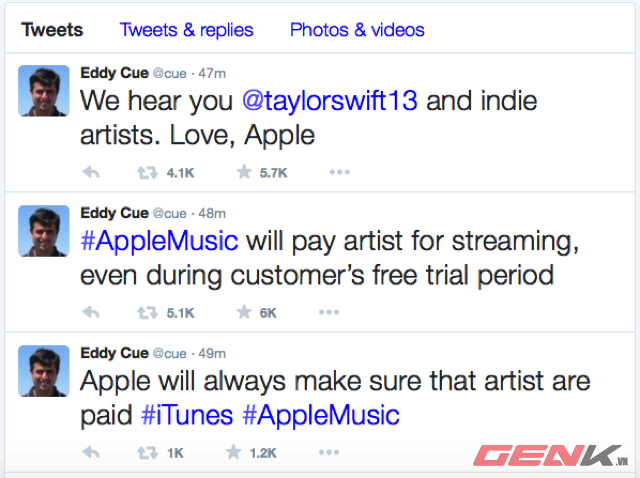 Tweets Tweets & replies Photos & videos
Eddy Cue @cue · 47m
We hear you @taylorswift13 and indie
artists. Love, Apple
4.1K 5.7K
Eddy Cue @cue · 48m
#AppleMusic will pay artist for streaming,
even during customer's free trial period
5.1K 6K
Eddy Cue @cue · 49m
Apple will always make sure that artist are
paid #iTunes #AppleMusic
1K 1.2K
GENK.VN